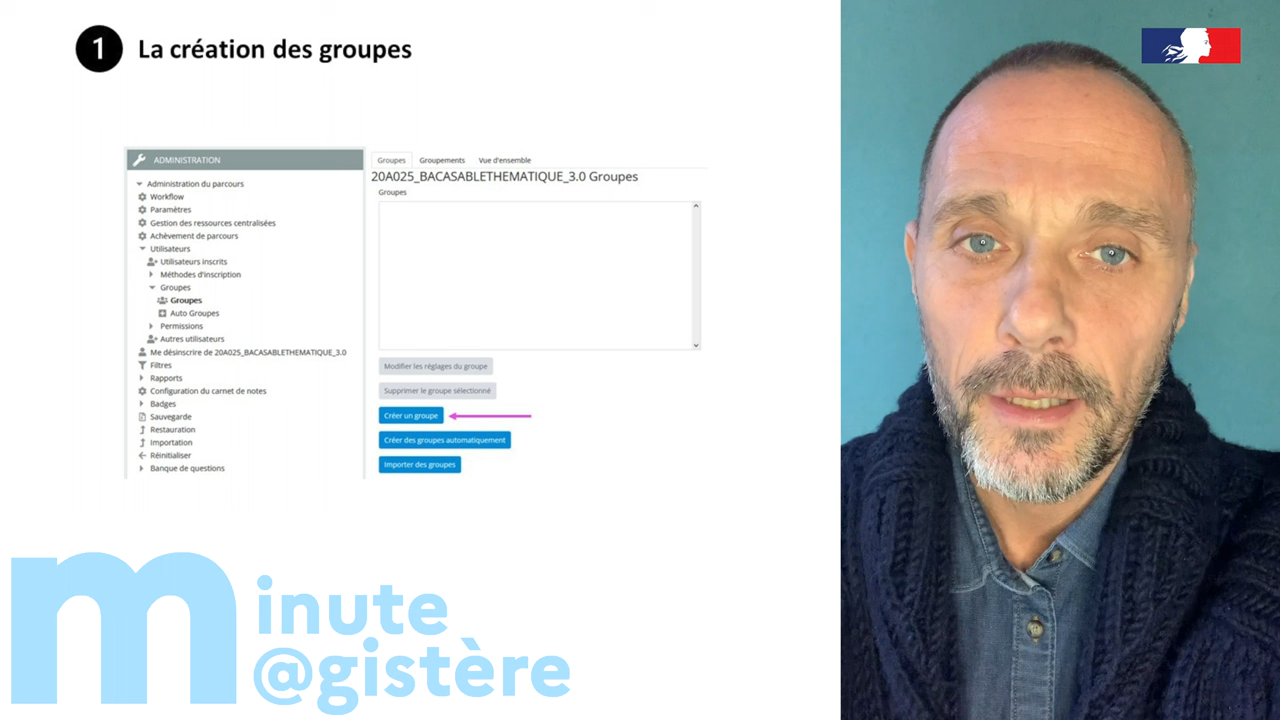 1 La création des groupes
ADMINISTRATION
Administration du parcours
Workflow
Paramètres
Gestion des ressources centralisées
Achèvement de parcours
Utilisateurs
Utilisateurs inscrits
Méthodes d'inscription
Groupes
Groupes
Auto Groupes
Permissions
Autres utilisateurs
Me désinscrire de 20A025_BACASABLETHEMATIQUE_3.0
Filtres
Rapports
Configuration du carnet de notes
Badges
Sauvegarde
Restauration
Importation
Réinitialiser
Banque de questions
Groupes Groupements Vue d'ensemble
20A025_BACASABLETHEMATIQUE_3.0 Groupes
Groupes
Modifier les réglages du groupe
Supprimer le groupe sélectionné
Créer un groupe
Créer des groupes automatiquement
Importer des groupes
minute
m@gistère